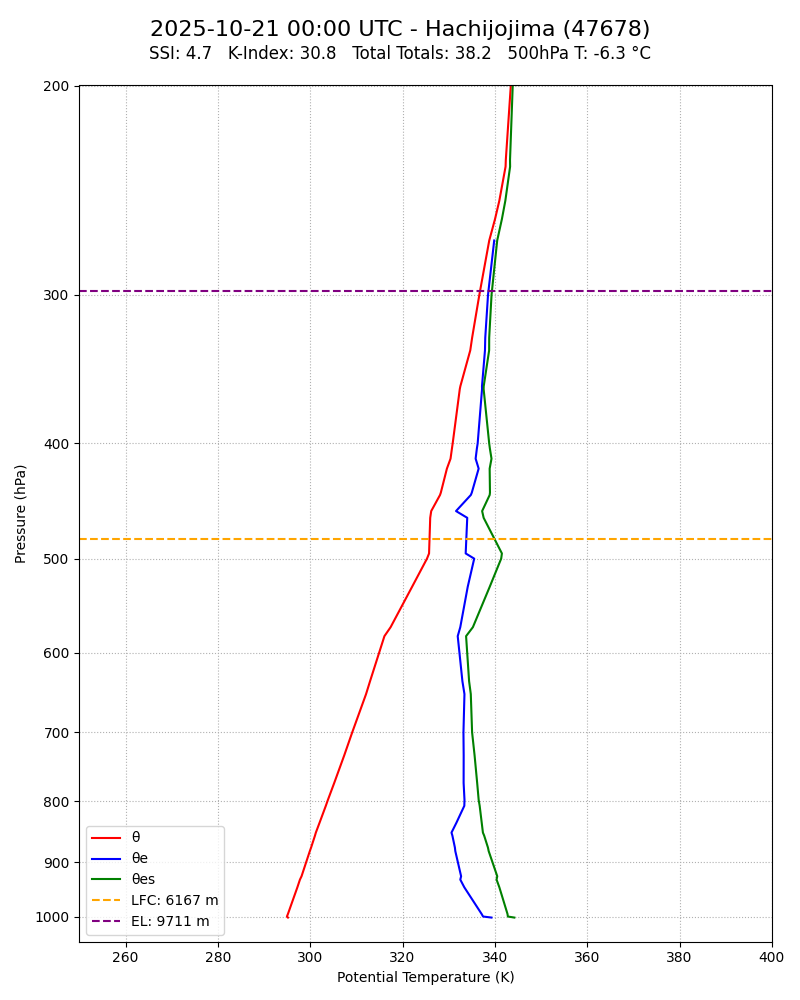 2025-10-21 00:00 UTC - Hachijojima (47678)
SSI: 4.7   K-Index: 30.8   Total Totals: 38.2   500hPa T: -6.3 °C
200
300
400
500
600
700
800
900
1000
Pressure (hPa)
θ
θe
θes
LFC: 6167 m
EL: 9711 m
260 280 300 320 340 360 380 400
Potential Temperature (K)